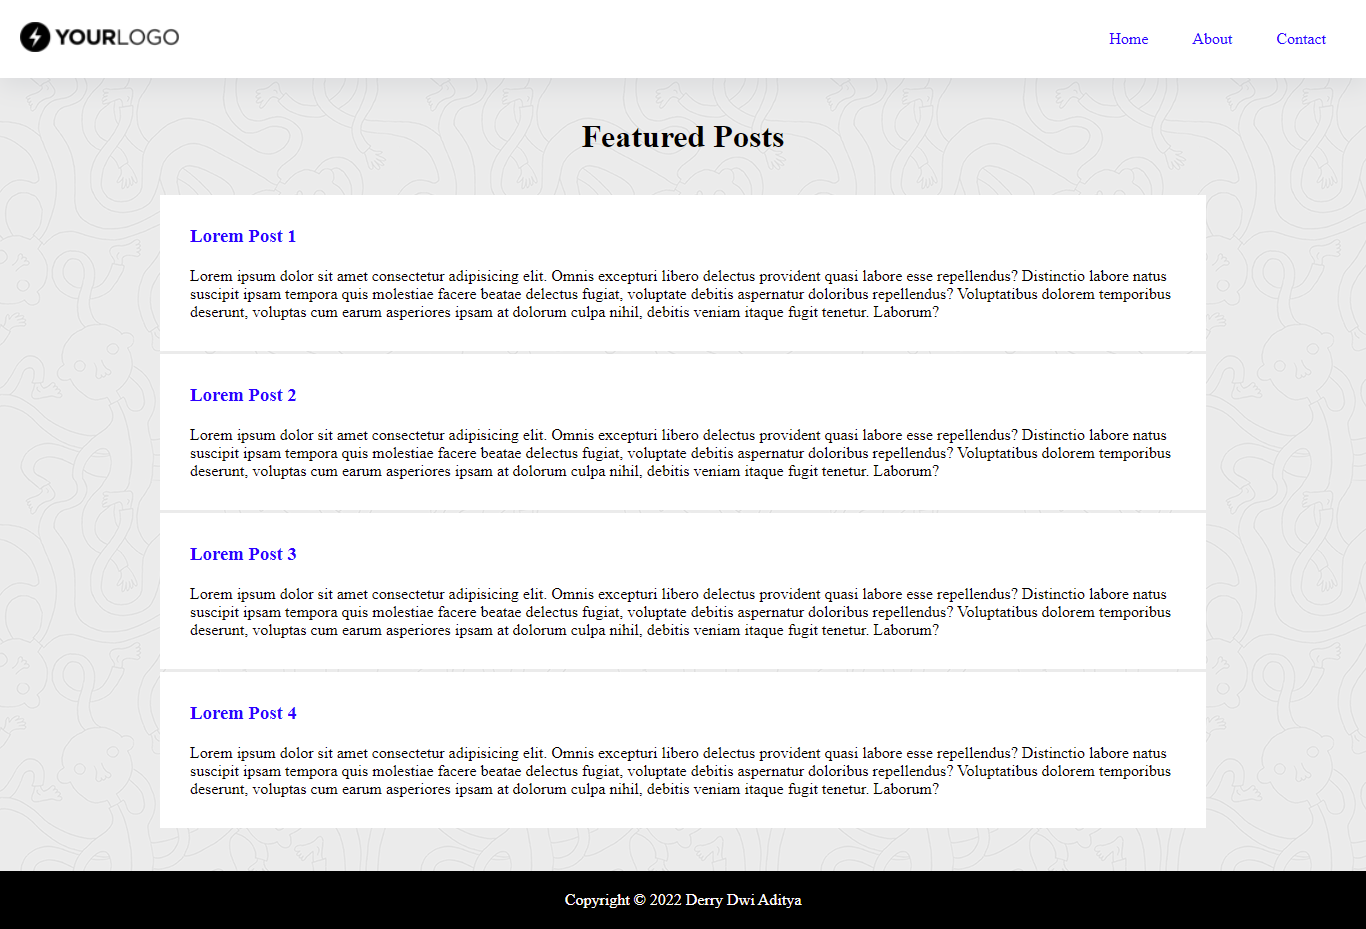 YOURLOGO
Home About Contact
Featured Posts
Lorem Post 1
Lorem ipsum dolor sit amet consectetur adipisicing elit. Omnis excepturi libero delectus provident quasi labore esse repellendus? Distinctio labore natus
suscipit ipsam tempora quis molestiae facere beatae delectus fugiat, voluptate debitis aspernatur doloribus repellendus? Voluptatibus dolorem temporibus
deserunt, voluptas cum earum asperiores ipsam at dolorum culpa nihil, debitis veniam itaque fugit tenetur. Laborum?
Lorem Post 2
Lorem ipsum dolor sit amet consectetur adipisicing elit. Omnis excepturi libero delectus provident quasi labore esse repellendus? Distinctio labore natus
suscipit ipsam tempora quis molestiae facere beatae delectus fugiat, voluptate debitis aspernatur doloribus repellendus? Voluptatibus dolorem temporibus
deserunt, voluptas cum earum asperiores ipsam at dolorum culpa nihil, debitis veniam itaque fugit tenetur. Laborum?
Lorem Post 3
Lorem ipsum dolor sit amet consectetur adipisicing elit. Omnis excepturi libero delectus provident quasi labore esse repellendus? Distinctio labore natus
suscipit ipsam tempora quis molestiae facere beatae delectus fugiat, voluptate debitis aspernatur doloribus repellendus? Voluptatibus dolorem temporibus
deserunt, voluptas cum earum asperiores ipsam at dolorum culpa nihil, debitis veniam itaque fugit tenetur. Laborum?
Lorem Post 4
Lorem ipsum dolor sit amet consectetur adipisicing elit. Omnis excepturi libero delectus provident quasi labore esse repellendus? Distinctio labore natus
suscipit ipsam tempora quis molestiae facere beatae delectus fugiat, voluptate debitis aspernatur doloribus repellendus? Voluptatibus dolorem temporibus
deserunt, voluptas cum earum asperiores ipsam at dolorum culpa nihil, debitis veniam itaque fugit tenetur. Laborum?
Copyright © 2022 Derry Dwi Aditya